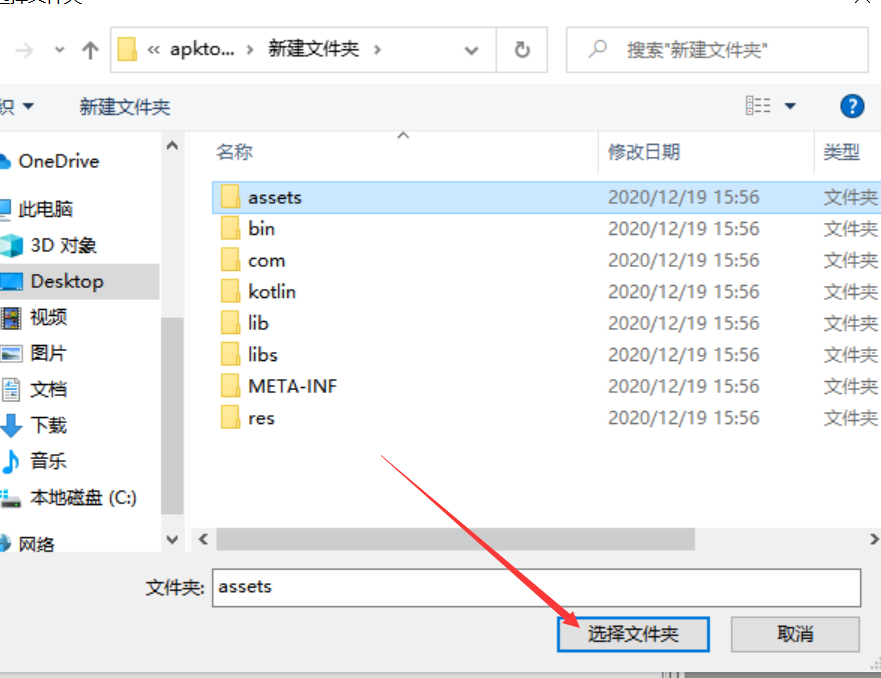 « apkto... › 新建文件夹 ›
搜索"新建文件夹"
织
新建文件夹
?
名称
修改日期
类型
OneDrive
此电脑
3D 对象
Desktop
视频
图片
文档
下载
音乐
本地磁盘 (C:)
网络
assets 2020/12/19 15:56 文件夹
bin 2020/12/19 15:56 文件夹
com 2020/12/19 15:56 文件夹
kotlin 2020/12/19 15:56 文件夹
lib 2020/12/19 15:56 文件夹
libs 2020/12/19 15:56 文件夹
META-INF 2020/12/19 15:56 文件夹
res 2020/12/19 15:56 文件夹
文件夹: assets
选择文件夹
取消